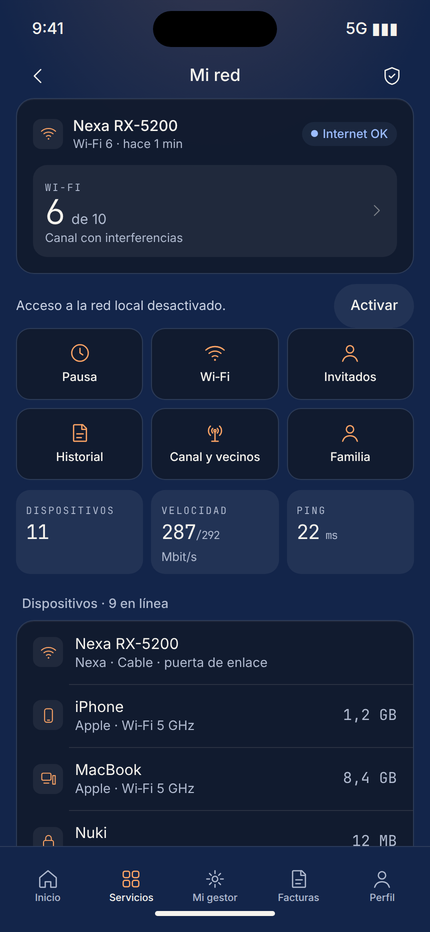 9:41
5G
Mi red
Nexa RX-5200
Wi-Fi 6 · hace 1 min
Internet OK
WI-FI
6 de 10
Canal con interferencias
Acceso a la red local desactivado.
Activar
Pausa
Wi-Fi
Invitados
Historial
Canal y vecinos
Familia
DISPOSITIVOS
11
VELOCIDAD
287/292
Mbit/s
PING
22 ms
Dispositivos · 9 en línea
Nexa RX-5200
Nexa · Cable · puerta de enlace
iPhone
Apple · Wi-Fi 5 GHz
1,2 GB
MacBook
Apple · Wi-Fi 5 GHz
8,4 GB
Nuki
12 MB
Inicio
Servicios
Mi gestor
Facturas
Perfil